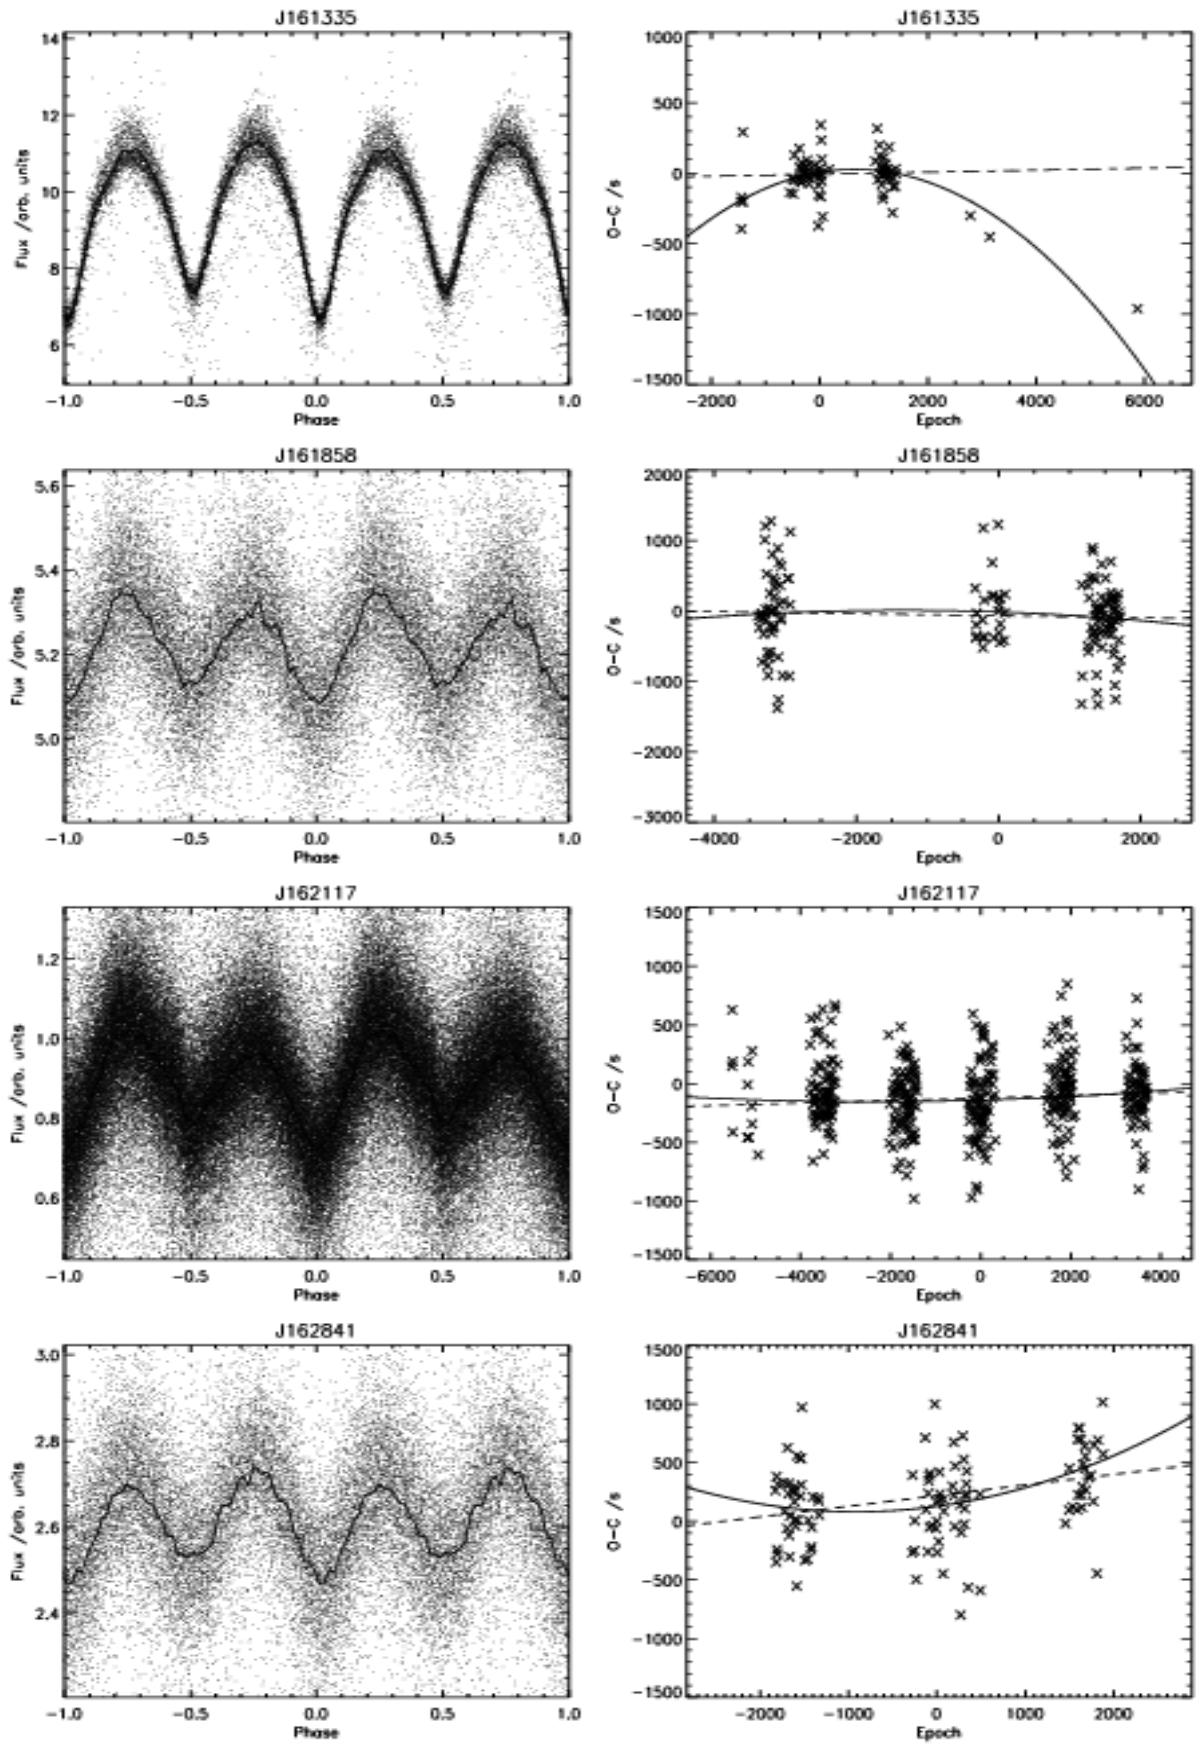 J161335 J161335
14
12
10
8
6
Flux /arb. units
-1.0 -0.5 0.0 0.5 1.0
Phase
1000
500
0
-500
-1000
-1500
O-C /s
-2000 0 2000 4000 6000
Epoch
J161858 J161858
5.6
5.4
5.2
5.0
Flux /arb. units
-1.0 -0.5 0.0 0.5 1.0
Phase
2000
1000
0
-1000
-2000
-3000
O-C /s
-4000 -2000 0 2000
Epoch
J162117 J162117
1.2
1.0
0.8
0.6
Flux /arb. units
-1.0 -0.5 0.0 0.5 1.0
Phase
1500
1000
500
0
-500
-1000
-1500
O-C /s
-6000 -4000 -2000 0 2000 4000
Epoch
J162841 J162841
3.0
2.8
2.6
2.4
Flux /arb. units
-1.0 -0.5 0.0 0.5 1.0
Phase
1500
1000
500
0
-500
-1000
-1500
O-C /s
-2000 -1000 0 1000 2000
Epoch